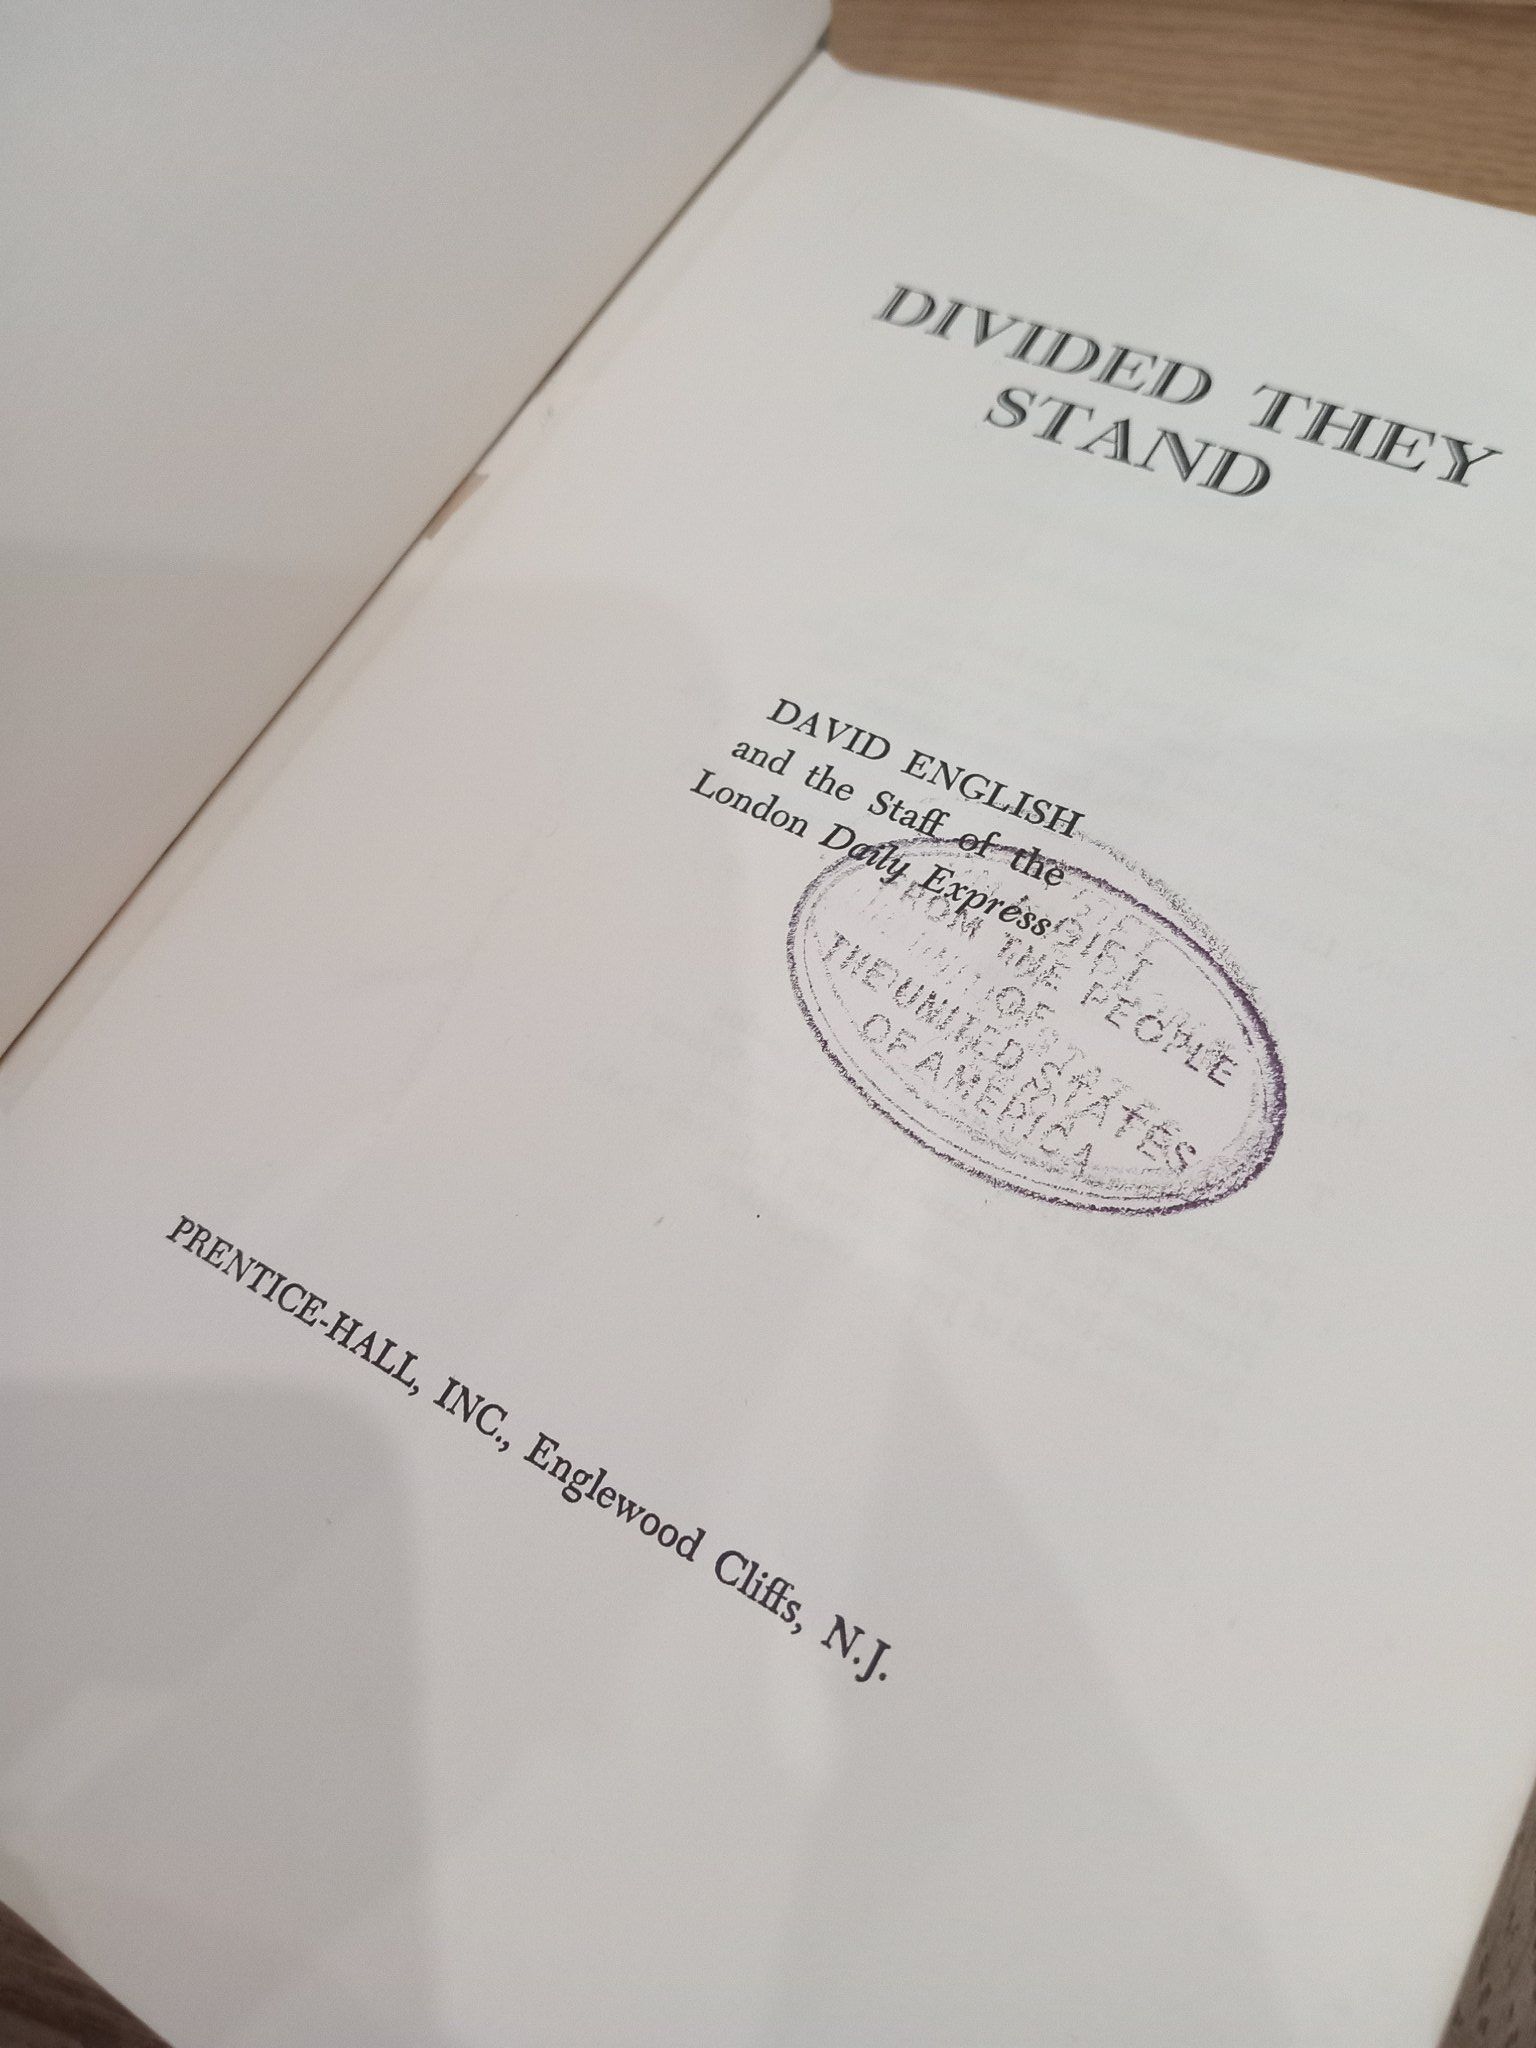 DIVIDED THEY
STAND
DAVID ENGLISH
and the Staff of the
London Daily Express
GIFT
FROM THE PEOPLE
OF
THE UNITED STATES
OF AMERICA
PRENTICE-HALL, INC., Englewood Cliffs, N.J.